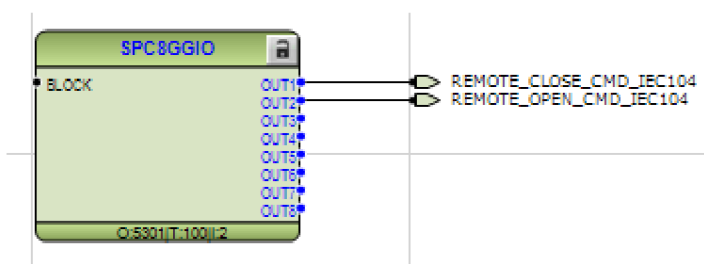 SPC8GGIO
BLOCK
OUT1
OUT2
OUT3
OUT4
OUT5
OUT6
OUT7
OUT8
O:5301|T:100|I:2
REMOTE_CLOSE_CMD_IEC104
REMOTE_OPEN_CMD_IEC104